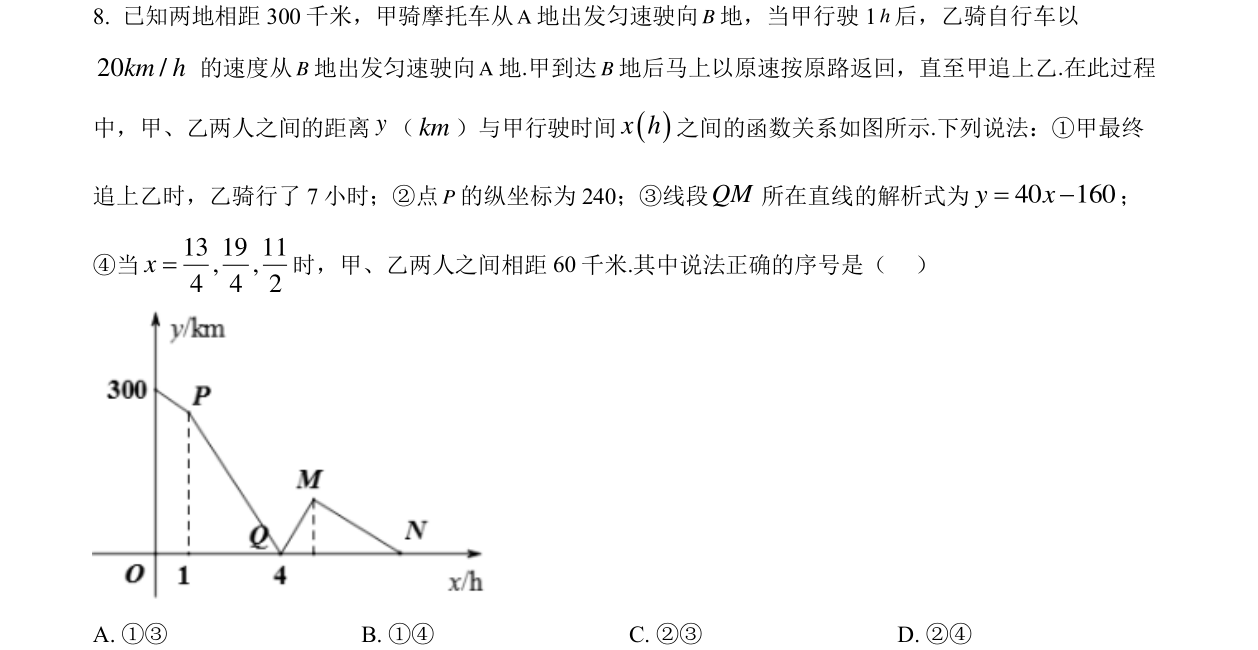 8. 已知两地相距 300 千米，甲骑摩托车从 A 地出发匀速驶向 B 地，当甲行驶 1h 后，乙骑自行车以
20km / h 的速度从 B 地出发匀速驶向 A 地.甲到达 B 地后马上以原速按原路返回，直至甲追上乙.在此过程
中，甲、乙两人之间的距离 y（km）与甲行驶时间 x(h) 之间的函数关系如图所示.下列说法：①甲最终
追上乙时，乙骑行了 7 小时；②点 P 的纵坐标为 240；③线段 QM 所在直线的解析式为 y = 40x−160；
④当 x = 13/4, 19/4, 11/2 时，甲、乙两人之间相距 60 千米.其中说法正确的序号是（ ）
y/km
300
P
M
Q
N
O 1 4
x/h
A. ①③ B. ①④ C. ②③ D. ②④